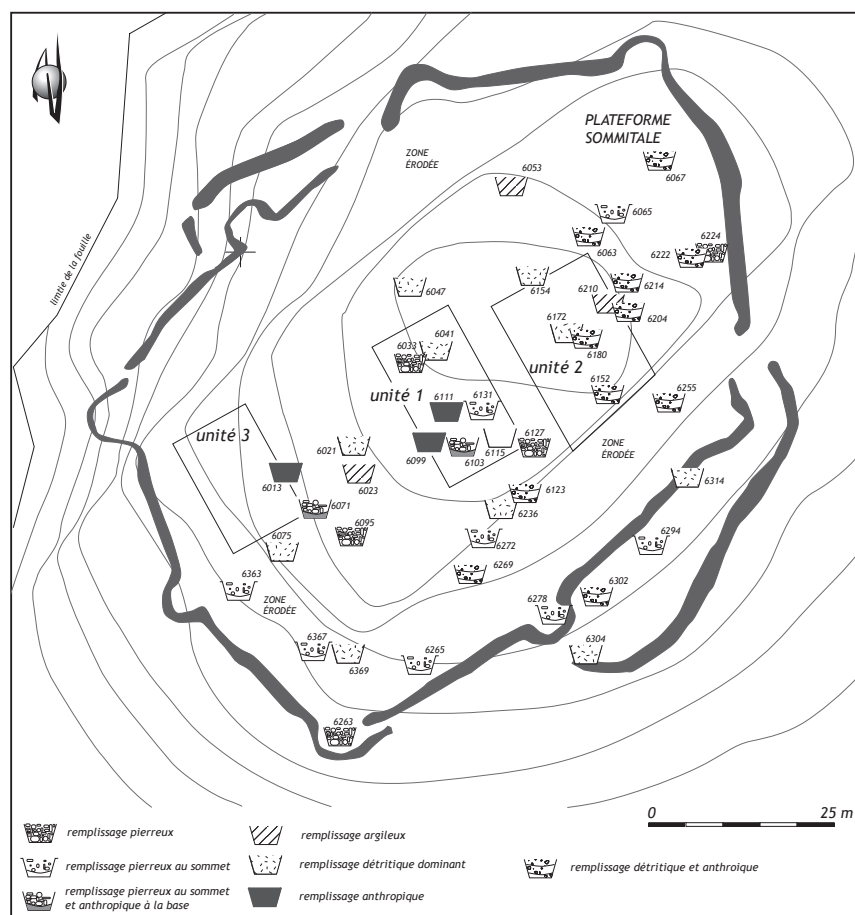 PLATEFORME
SOMMITALE
ZONE
ÉRODÉE
6053
6067
6065
6063
6224
6222
6047
6154
6210
6214
6204
6041
6172
6033
6180
unité 2
unité 1
6111
6131
6152
6255
unité 3
6021
6099
6103
6115
6127
ZONE
ÉRODÉE
6013
6023
6314
6071
6123
6236
6095
6075
6272
6294
6363
6269
ZONE
ÉRODÉE
6278
6302
6367
6369
6265
6304
6263
limtie de la fouille
0
25 m
remplissage pierreux
remplissage argileux
remplissage pierreux au sommet
remplissage détritique dominant
remplissage détritique et anthroique
remplissage pierreux au sommet
et anthropique à la base
remplissage anthropique